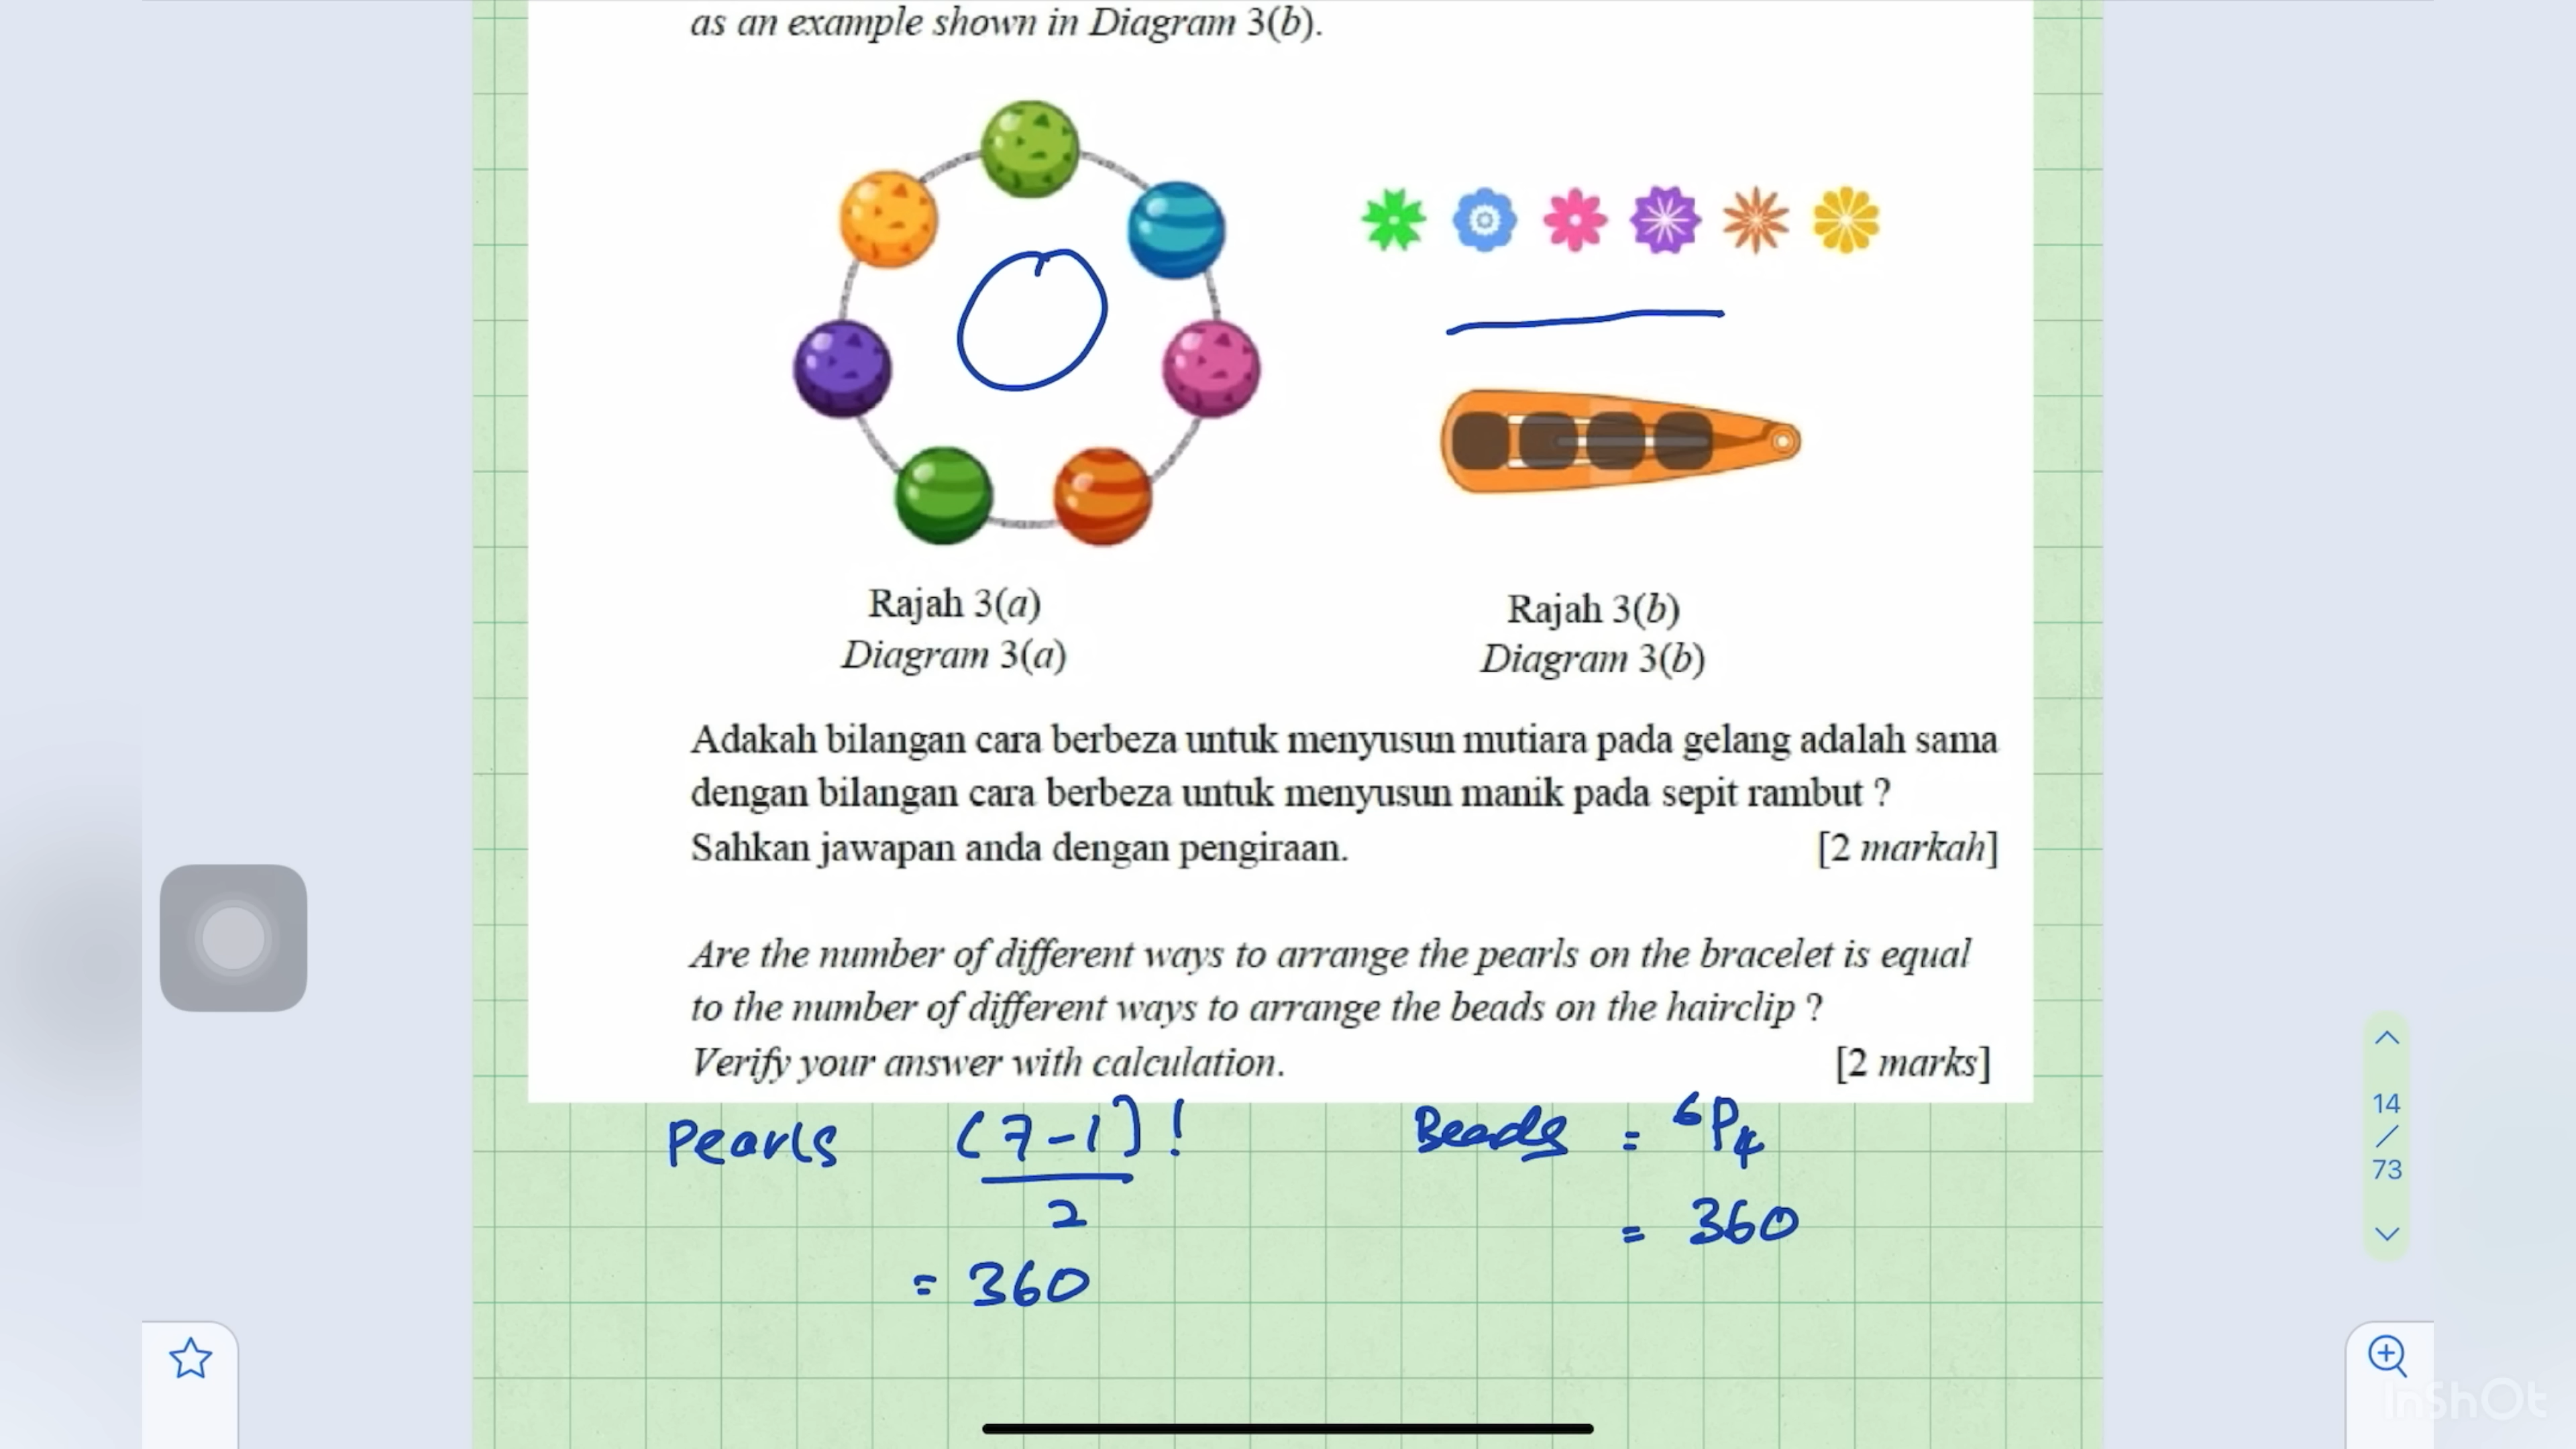 as an example shown in Diagram 3(b).
Rajah 3(a)
Diagram 3(a)
Rajah 3(b)
Diagram 3(b)
Adakah bilangan cara berbeza untuk menyusun mutiara pada gelang adalah sama
dengan bilangan cara berbeza untuk menyusun manik pada sepit rambut ?
Sahkan jawapan anda dengan pengiraan. [2 markah]
Are the number of different ways to arrange the pearls on the bracelet is equal
to the number of different ways to arrange the beads on the hairclip ?
Verify your answer with calculation. [2 marks]
Pearls (7-1)!
2
= 360
Beads = ⁶P₄
= 360
14
/
73
InShOt